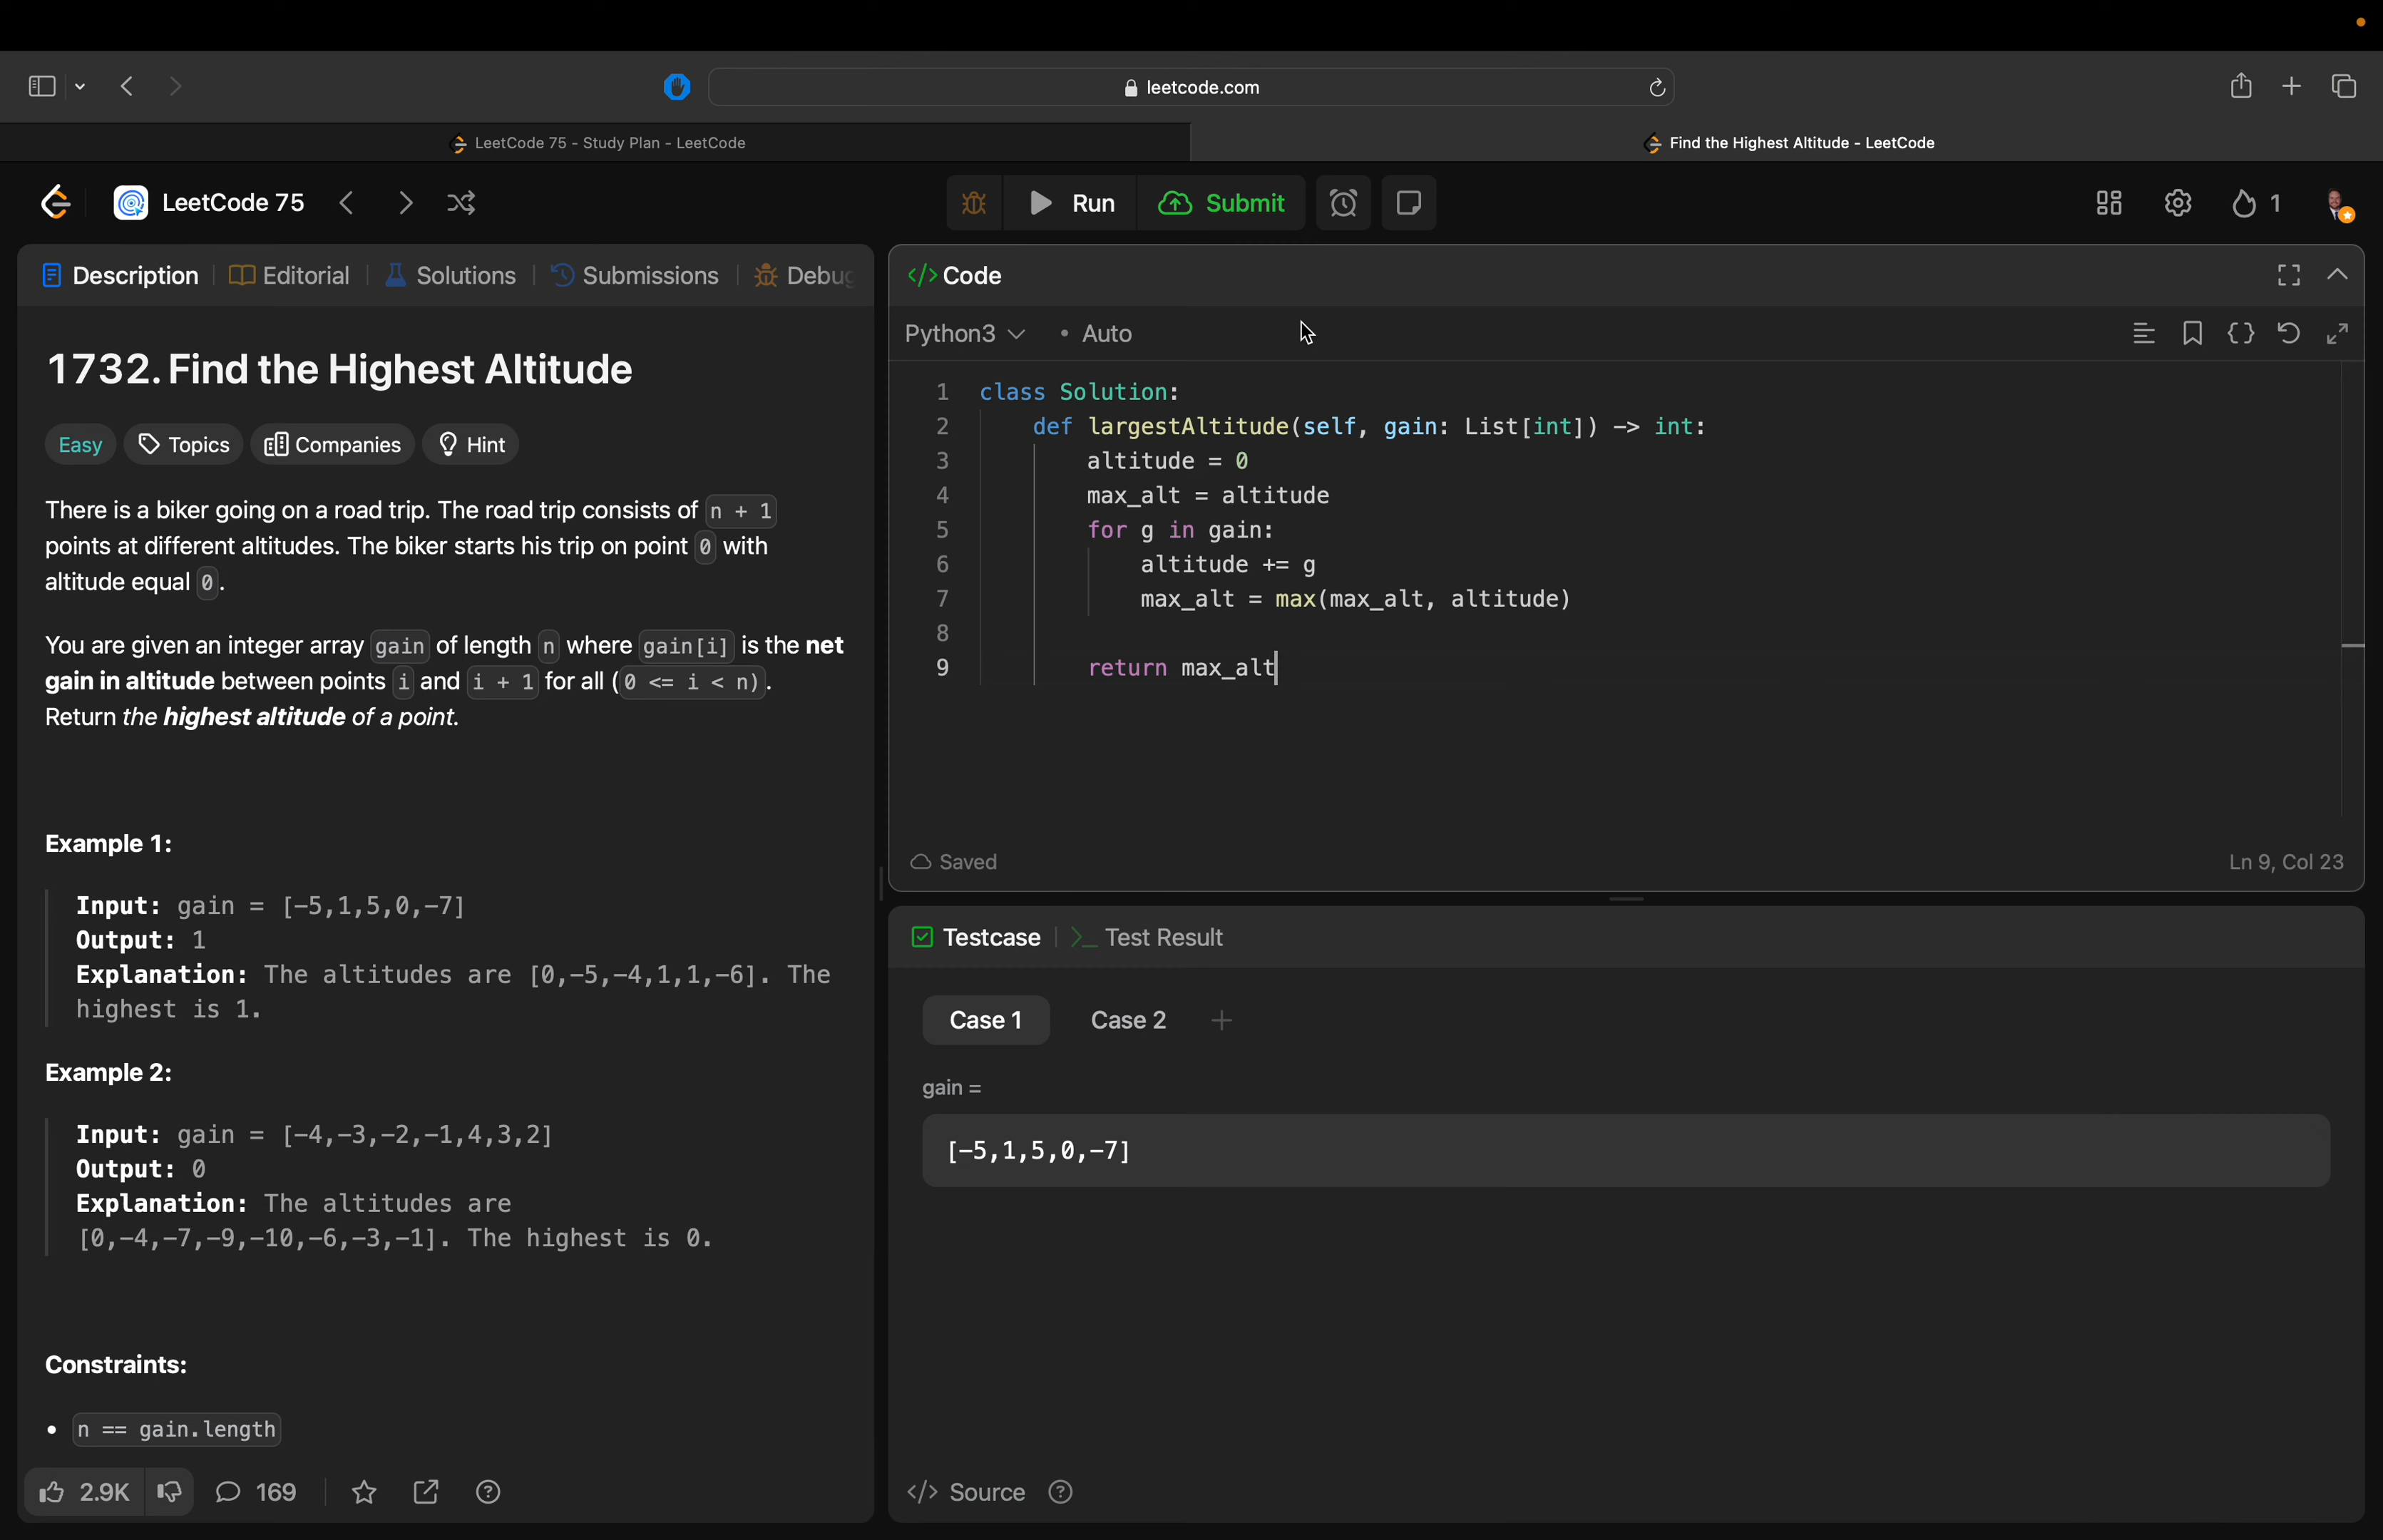 leetcode.com
LeetCode 75 - Study Plan - LeetCode
Find the Highest Altitude - LeetCode
LeetCode 75
Run
Submit
1
Description
Editorial
Solutions
Submissions
Debug
1732. Find the Highest Altitude
Easy
Topics
Companies
Hint
There is a biker going on a road trip. The road trip consists of n + 1
points at different altitudes. The biker starts his trip on point 0 with
altitude equal 0.
You are given an integer array gain of length n where gain[i] is the net
gain in altitude between points i and i + 1 for all (0 <= i < n).
Return the highest altitude of a point.
Example 1:
Input: gain = [-5,1,5,0,-7]
Output: 1
Explanation: The altitudes are [0,-5,-4,1,1,-6]. The
highest is 1.
Example 2:
Input: gain = [-4,-3,-2,-1,4,3,2]
Output: 0
Explanation: The altitudes are
[0,-4,-7,-9,-10,-6,-3,-1]. The highest is 0.
Constraints:
n == gain.length
2.9K
169
</> Code
Python3
Auto
1 class Solution:
2     def largestAltitude(self, gain: List[int]) -> int:
3         altitude = 0
4         max_alt = altitude
5         for g in gain:
6             altitude += g
7             max_alt = max(max_alt, altitude)
8
9         return max_alt
Saved
Ln 9, Col 23
Testcase
Test Result
Case 1
Case 2
gain =
[-5,1,5,0,-7]
</> Source